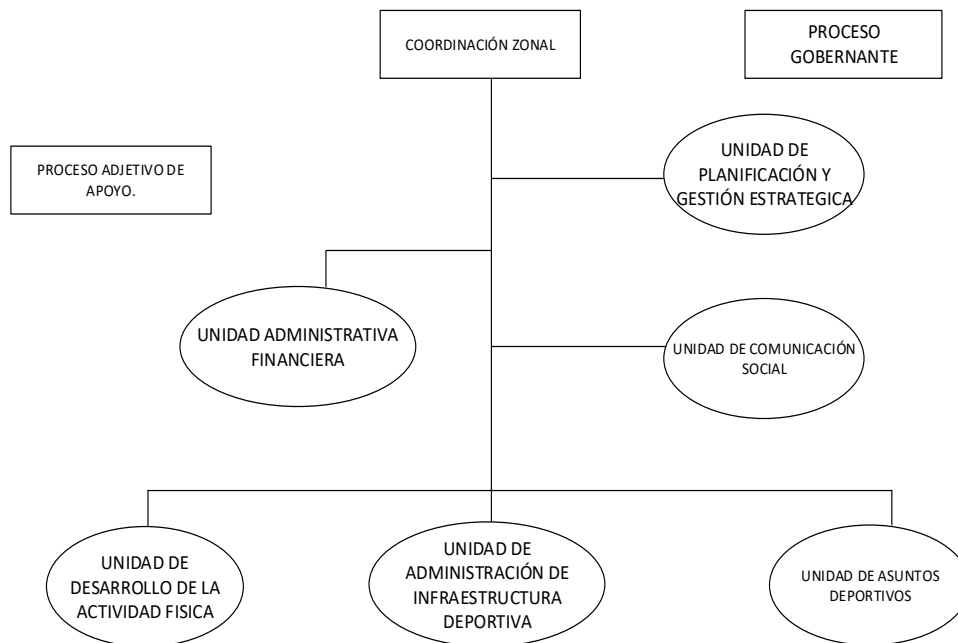 COORDINACIÓN ZONAL
PROCESO
GOBERNANTE
PROCESO ADJETIVO DE
APOYO.
UNIDAD DE
PLANIFICACIÓN Y
GESTIÓN ESTRATEGICA
UNIDAD ADMINISTRATIVA
FINANCIERA
UNIDAD DE COMUNICACIÓN
SOCIAL
UNIDAD DE
DESARROLLO DE LA
ACTIVIDAD FISICA
UNIDAD DE
ADMINISTRACIÓN DE
INFRAESTRUCTURA
DEPORTIVA
UNIDAD DE ASUNTOS
DEPORTIVOS